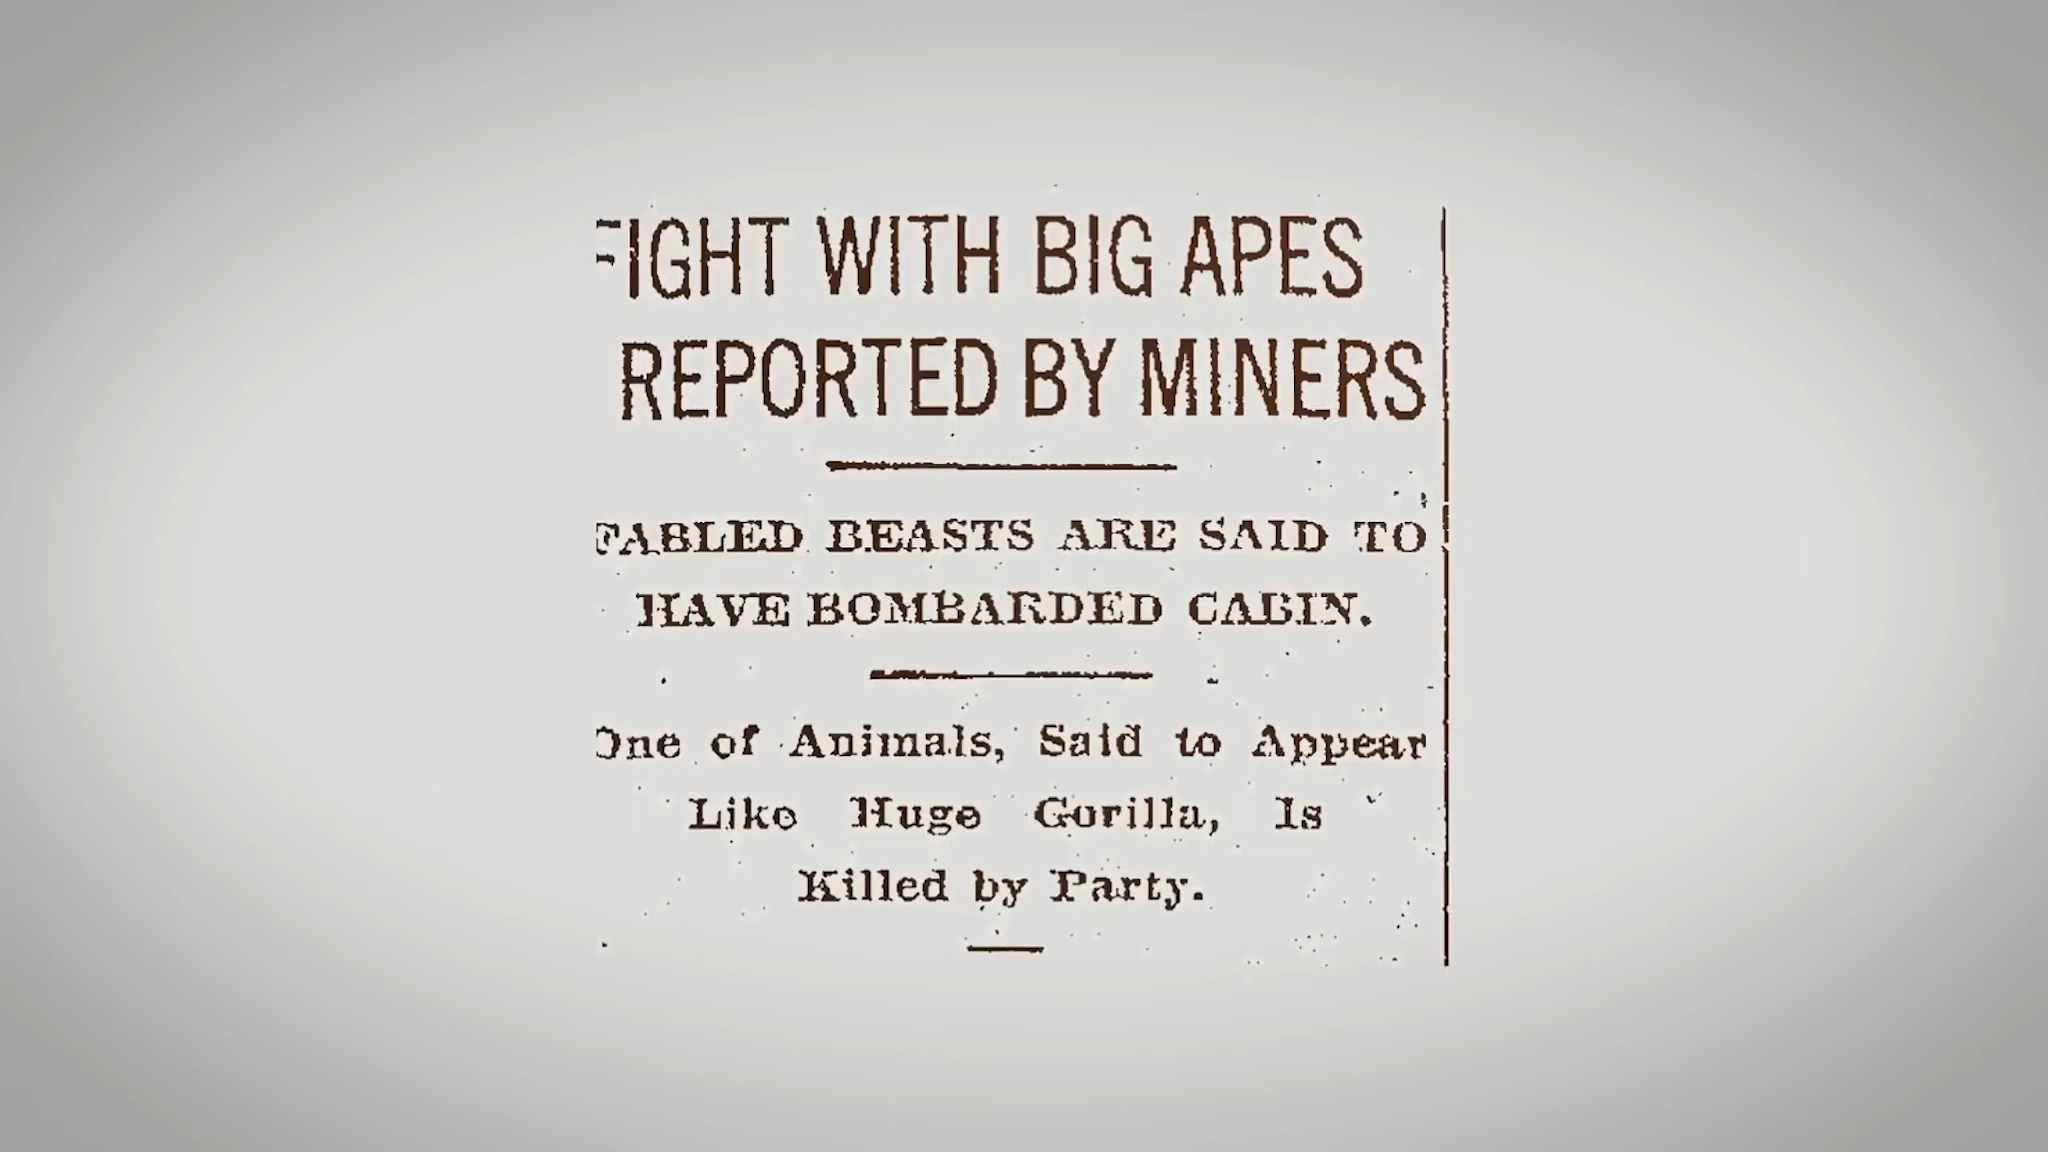 FIGHT WITH BIG APES
REPORTED BY MINERS
FABLED BEASTS ARE SAID TO
HAVE BOMBARDED CABIN.
One of Animals, Said to Appear
Like Huge Gorilla, Is
Killed by Party.